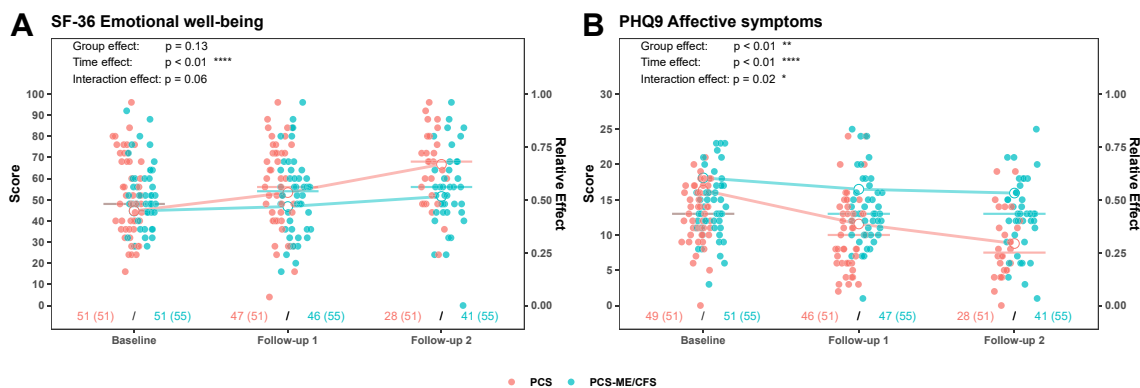 A SF-36 Emotional well-being
Group effect: p = 0.13
Time effect: p < 0.01 ****
Interaction effect: p = 0.06
100
90
80
70
60
50
40
30
20
10
0
Score
1.00
0.75
0.50
0.25
0.00
Relative Effect
51 (51) / 51 (55)
47 (51) / 46 (55)
28 (51) / 41 (55)
Baseline
Follow-up 1
Follow-up 2
B PHQ9 Affective symptoms
Group effect: p < 0.01 **
Time effect: p < 0.01 ****
Interaction effect: p = 0.02 *
30
25
20
15
10
5
0
Score
1.00
0.75
0.50
0.25
0.00
Relative Effect
49 (51) / 51 (55)
46 (51) / 47 (55)
28 (51) / 41 (55)
Baseline
Follow-up 1
Follow-up 2
PCS
PCS-ME/CFS